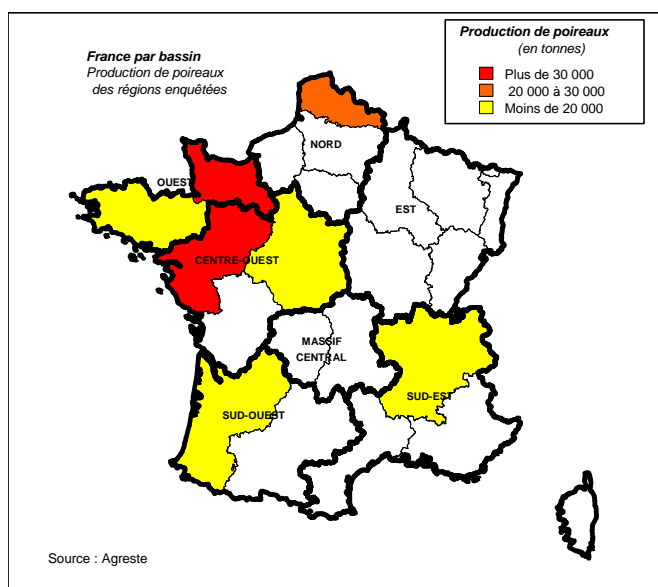 France par bassin
Production de poireaux
des régions enquêtées
Production de poireaux
(en tonnes)
Plus de 30 000
20 000 à 30 000
Moins de 20 000
NORD
OUEST
EST
CENTRE-OUEST
MASSIF
CENTRAL
SUD-EST
SUD-OUEST
Source : Agreste